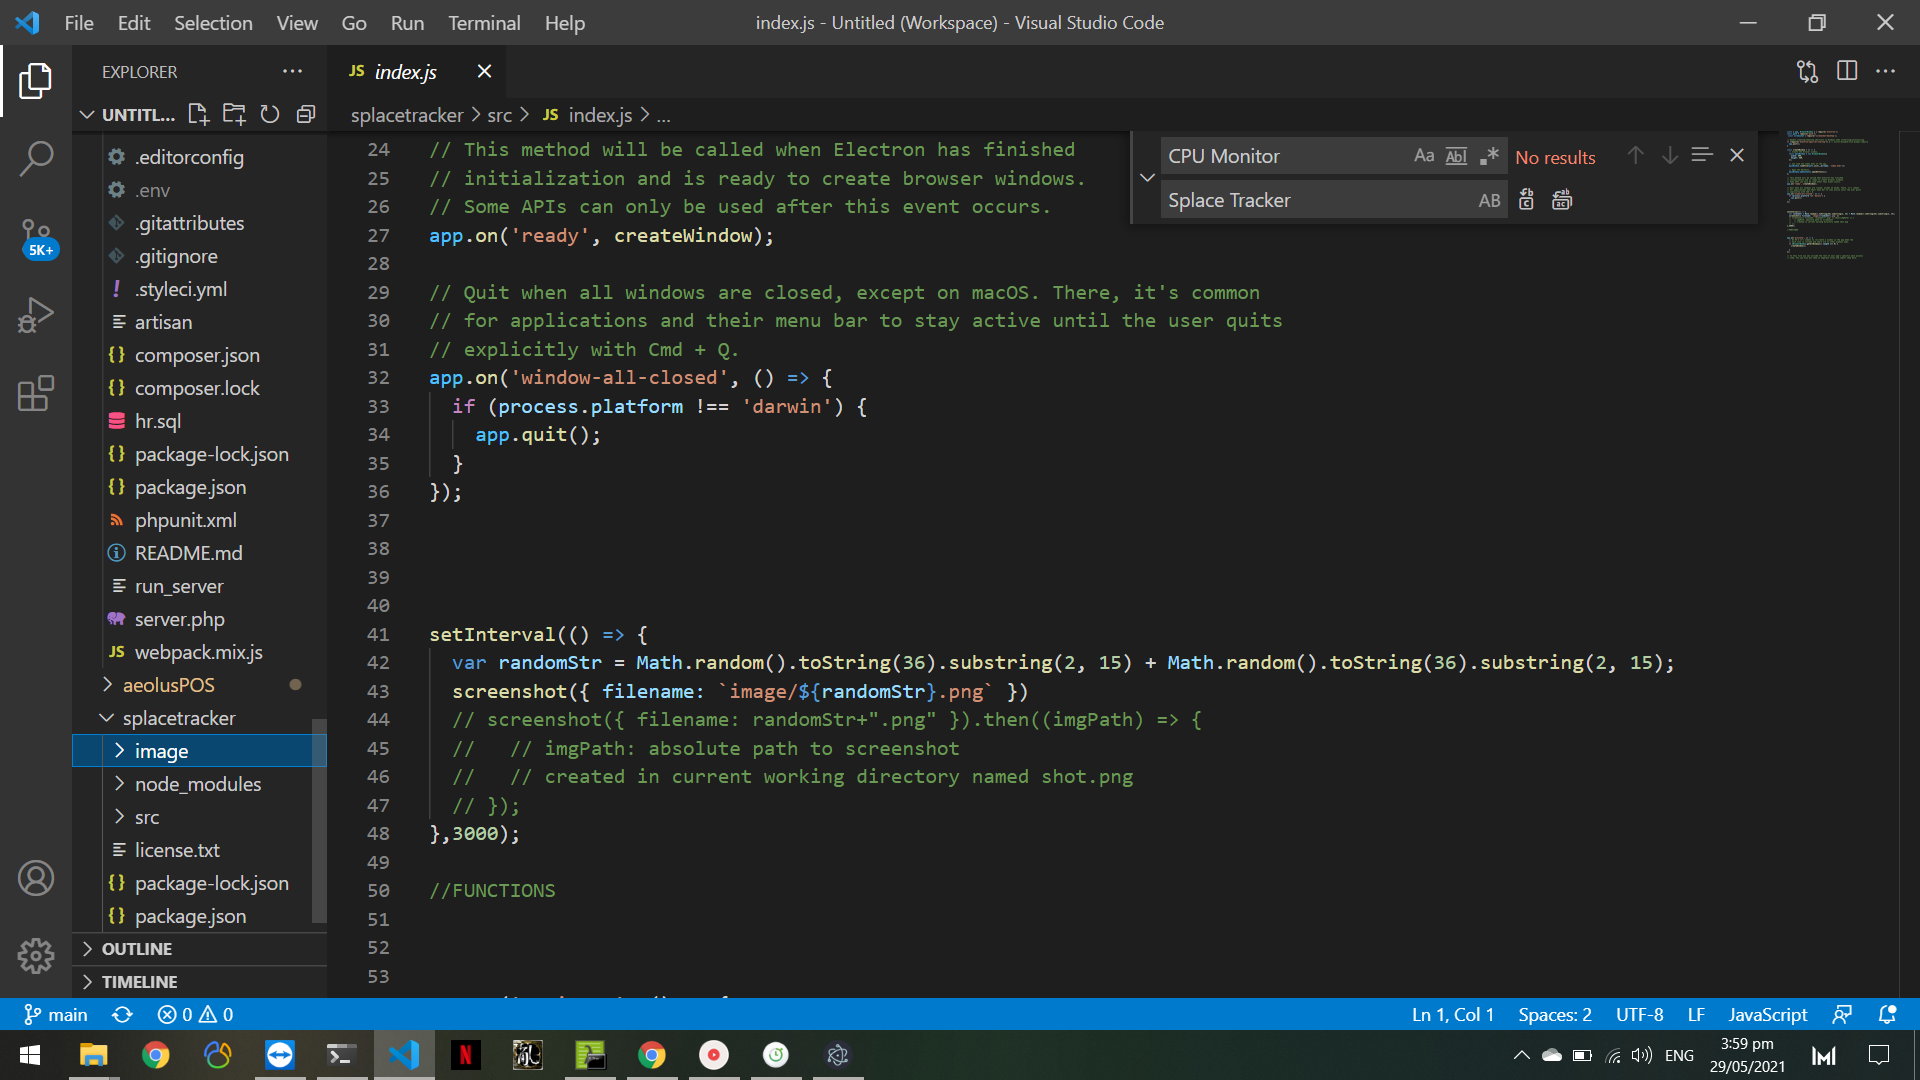 File Edit Selection View Go Run Terminal Help
index.js - Untitled (Workspace) - Visual Studio Code
EXPLORER
UNTITL...
.editorconfig
.env
.gitattributes
.gitignore
! .styleci.yml
artisan
{} composer.json
{} composer.lock
hr.sql
{} package-lock.json
{} package.json
phpunit.xml
README.md
run_server
server.php
JS webpack.mix.js
aeolusPOS
splacetracker
image
node_modules
src
license.txt
{} package-lock.json
{} package.json
OUTLINE
TIMELINE
5K+
JS index.js
splacetracker > src > JS index.js > ...
CPU Monitor Aa Abl .* No results
Splace Tracker AB
24 // This method will be called when Electron has finished
25 // initialization and is ready to create browser windows.
26 // Some APIs can only be used after this event occurs.
27 app.on('ready', createWindow);
28
29 // Quit when all windows are closed, except on macOS. There, it's common
30 // for applications and their menu bar to stay active until the user quits
31 // explicitly with Cmd + Q.
32 app.on('window-all-closed', () => {
33 if (process.platform !== 'darwin') {
34 app.quit();
35 }
36 });
37
38
39
40
41 setInterval(() => {
42 var randomStr = Math.random().toString(36).substring(2, 15) + Math.random().toString(36).substring(2, 15);
43 screenshot({ filename: `image/${randomStr}.png` })
44 // screenshot({ filename: randomStr+".png" }).then((imgPath) => {
45 // // imgPath: absolute path to screenshot
46 // // created in current working directory named shot.png
47 // });
48 },3000);
49
50 //FUNCTIONS
51
52
53
main 0 0
Ln 1, Col 1 Spaces: 2 UTF-8 LF JavaScript
N
ENG
3:59 pm
29/05/2021